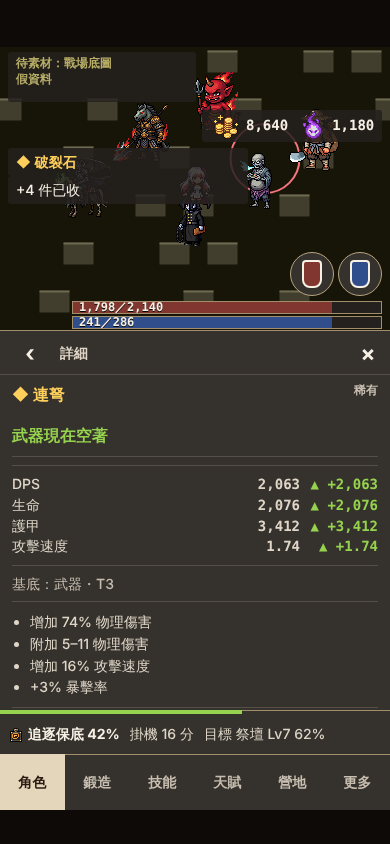 待素材：戰場底圖
假資料
8,640
1,180
◆ 破裂石
+4 件已收
1,798／2,140
241／286
‹ 詳細 ×
◆ 連弩 稀有
武器現在空著
DPS 2,063 ▲ +2,063
生命 2,076 ▲ +2,076
護甲 3,412 ▲ +3,412
攻擊速度 1.74 ▲ +1.74
基底：武器・T3
• 增加 74% 物理傷害
• 附加 5–11 物理傷害
• 增加 16% 攻擊速度
• +3% 暴擊率
追逐保底 42% 掛機 16 分 目標 祭壇 Lv7 62%
角色 鍛造 技能 天賦 營地 更多